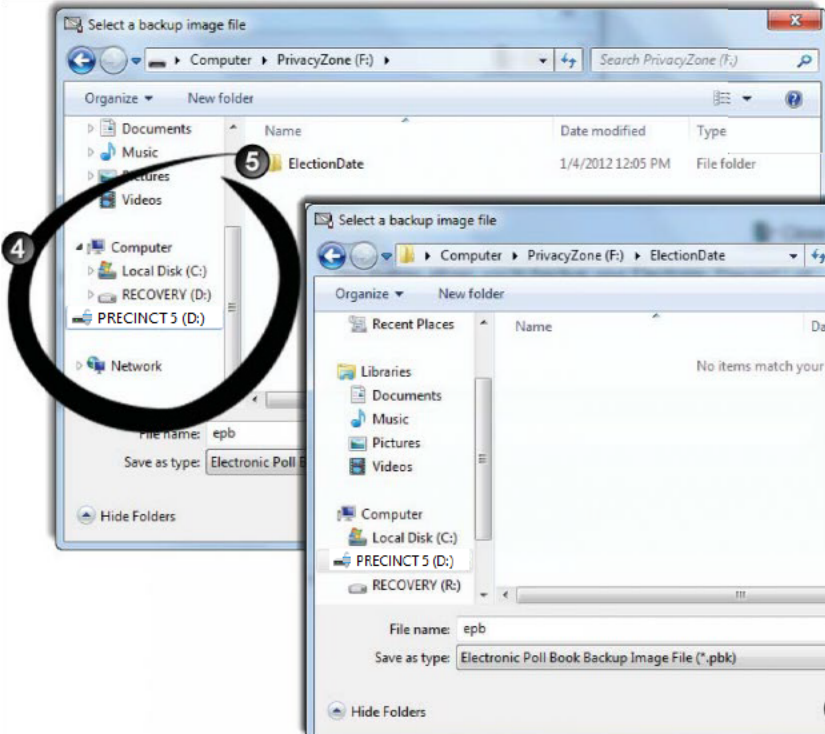 Select a backup image file
Computer PrivacyZone (F:)
Search PrivacyZone (F:)
Organize New folder
Name Date modified Type
Documents
Music
Pictures
Videos
5
ElectionDate 1/4/2012 12:05 PM File folder
4
Computer
Local Disk (C:)
RECOVERY (D:)
PRECINCT 5 (D:)
Network
File name: epb
Save as type: Electronic Poll
Hide Folders
Select a backup image file
Computer PrivacyZone (F:) ElectionDate
Organize New folder
Name Da
Recent Places
No items match your
Libraries
Documents
Music
Pictures
Videos
Computer
Local Disk (C:)
PRECINCT 5 (D:)
RECOVERY (R:)
File name: epb
Save as type: Electronic Poll Book Backup Image File (*.pbk)
Hide Folders